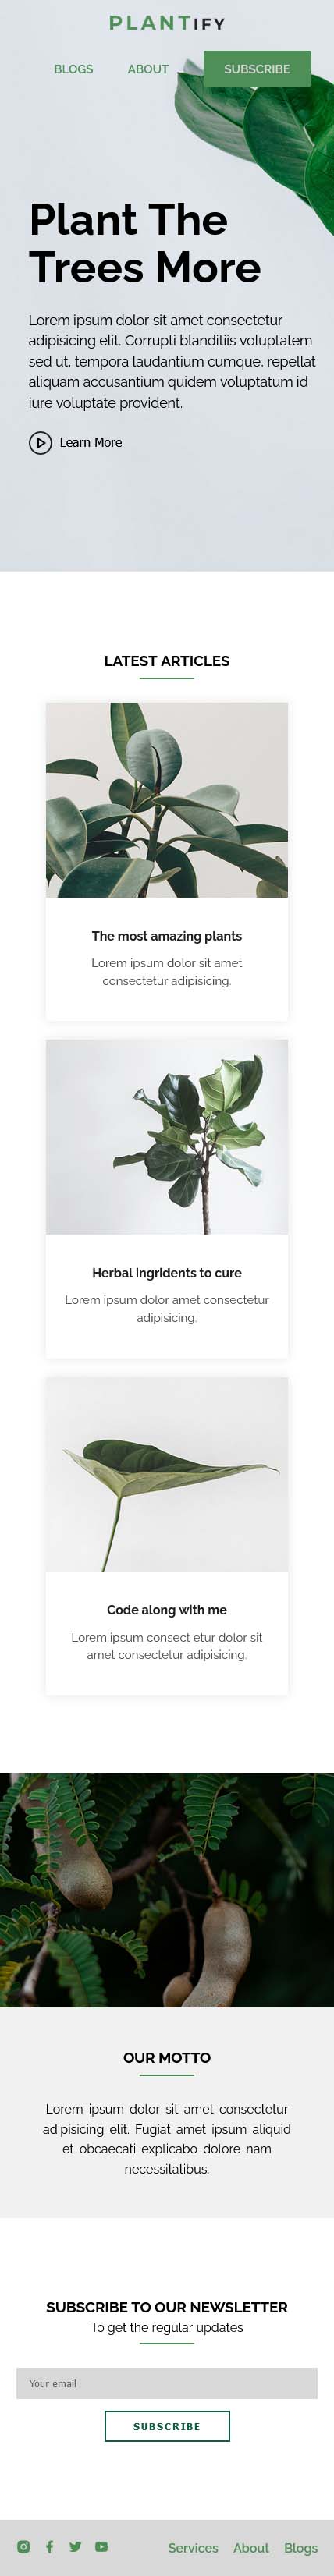 PLANTIFY
BLOGS ABOUT SUBSCRIBE
Plant The
Trees More
Lorem ipsum dolor sit amet consectetur
adipisicing elit. Corrupti blanditiis voluptatem
sed ut, tempora laudantium cumque, repellat
aliquam accusantium quidem voluptatum id
iure voluptate provident.
Learn More
LATEST ARTICLES
The most amazing plants
Lorem ipsum dolor sit amet
consectetur adipisicing.
Herbal ingridents to cure
Lorem ipsum dolor amet consectetur
adipisicing.
Code along with me
Lorem ipsum consect etur dolor sit
amet consectetur adipisicing.
OUR MOTTO
Lorem ipsum dolor sit amet consectetur
adipisicing elit. Fugiat amet ipsum aliquid
et obcaecati explicabo dolore nam
necessitatibus.
SUBSCRIBE TO OUR NEWSLETTER
To get the regular updates
Your email
SUBSCRIBE
Services About Blogs